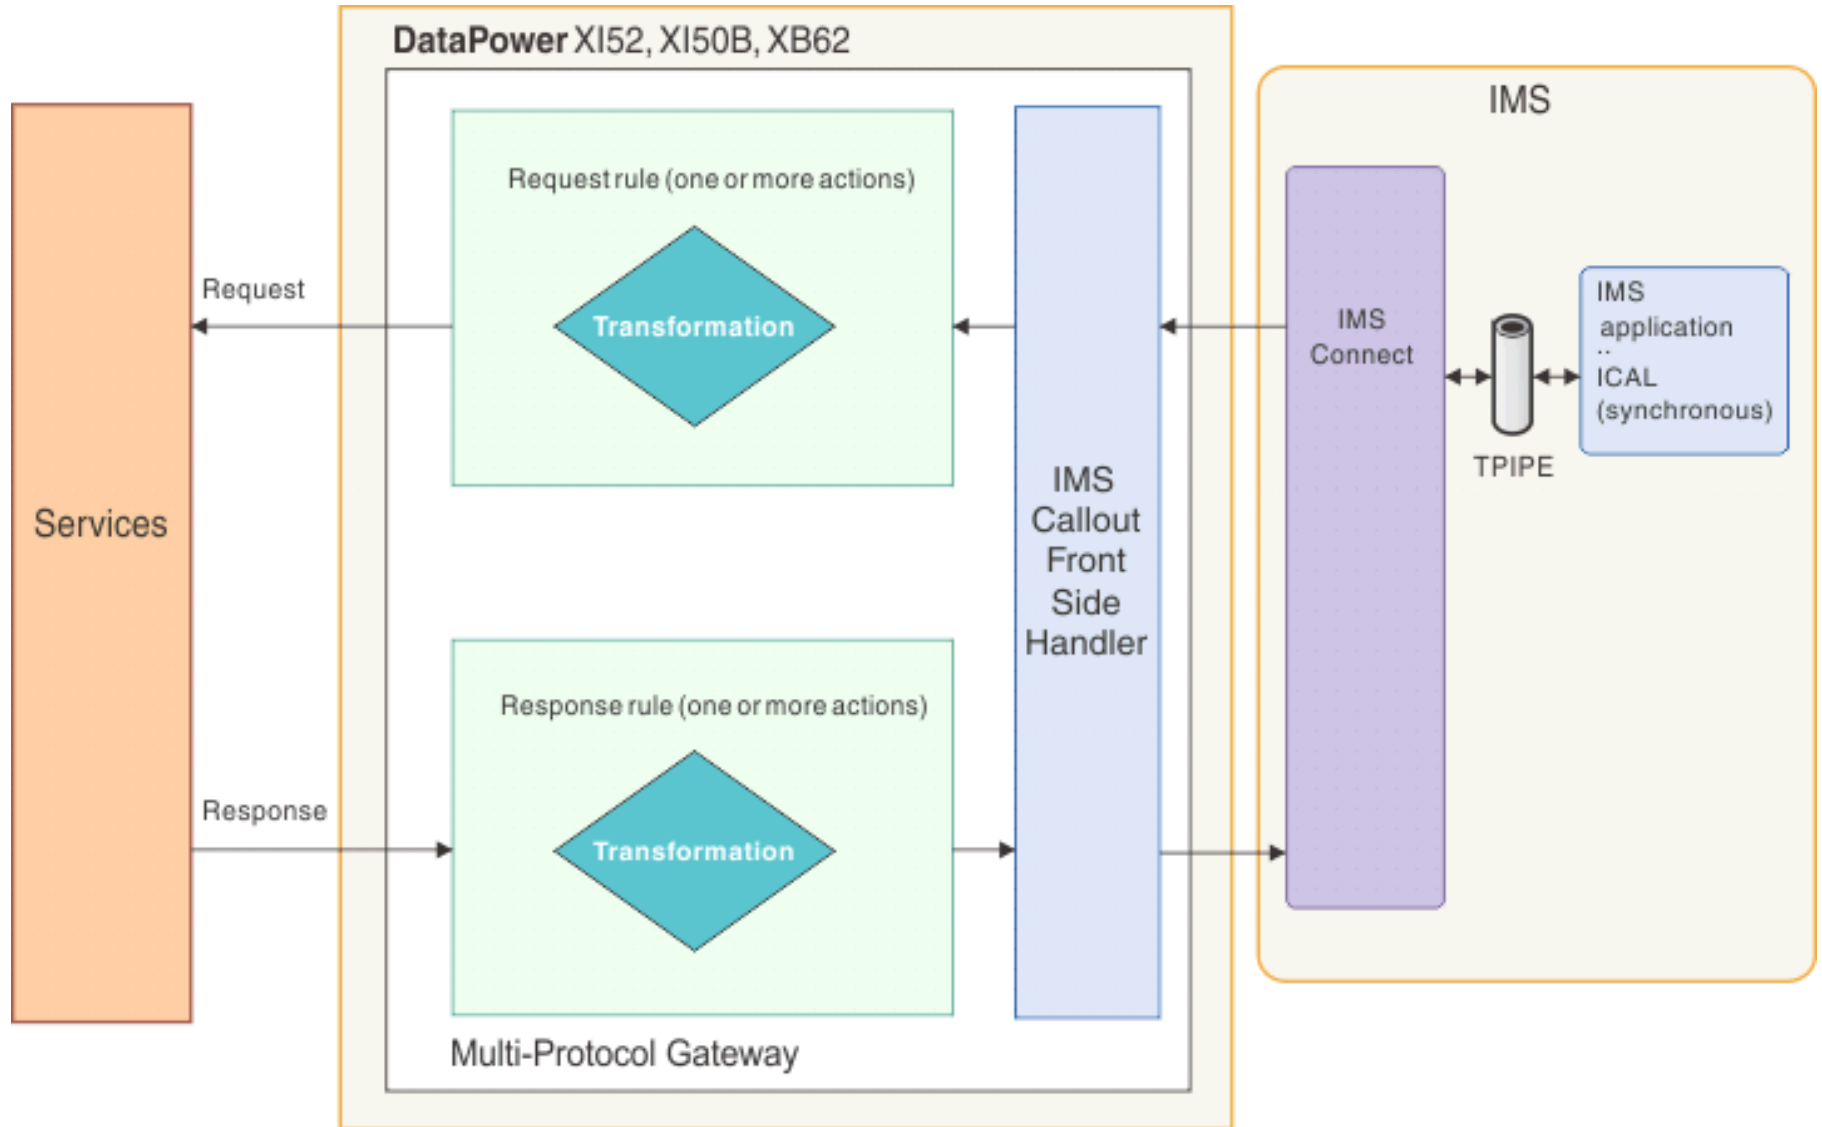 DataPower XI52, XI50B, XB62
IMS
Request rule (one or more actions)
Transformation
Request
IMS
Connect
IMS
application
..
ICAL
(synchronous)
TPIPE
Services
IMS
Callout
Front
Side
Handler
Response rule (one or more actions)
Transformation
Response
Multi-Protocol Gateway